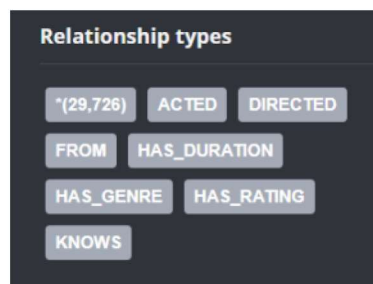 Relationship types
*(29,726) ACTED DIRECTED
FROM HAS_DURATION
HAS_GENRE HAS_RATING
KNOWS